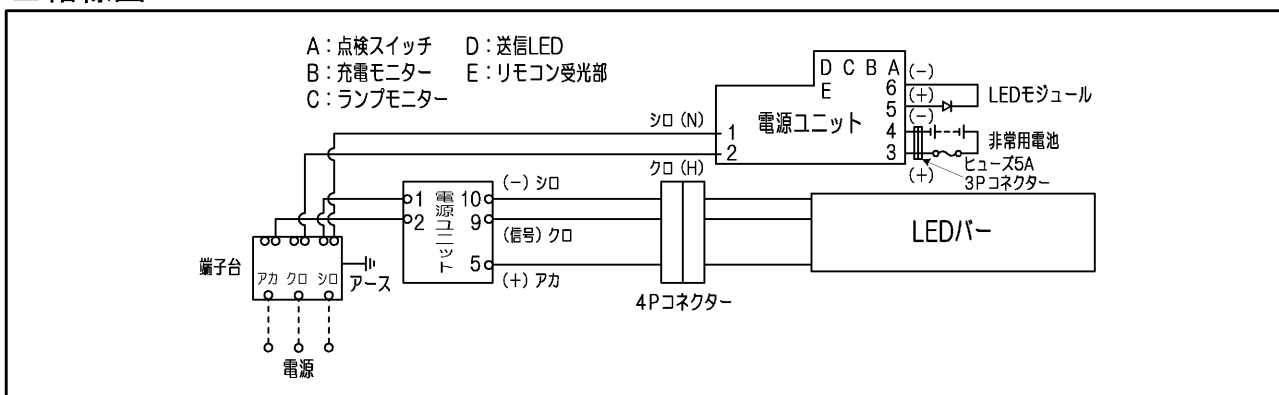 A：点検スイッチ　D：送信LED
B：充電モニター　E：リモコン受光部
C：ランプモニター
D C B A
E
電源ユニット
6
5
4
3
(-)
(+)
(-)
(+)
LEDモジュール
非常用電池
ヒューズ5A
3Pコネクター
シロ (N)
1
2
クロ (H)
1
2
電源ユニット
10
9
5
(-) シロ
(信号) クロ
(+) アカ
4Pコネクター
LEDバー
端子台
アカ クロ シロ
アース
電源